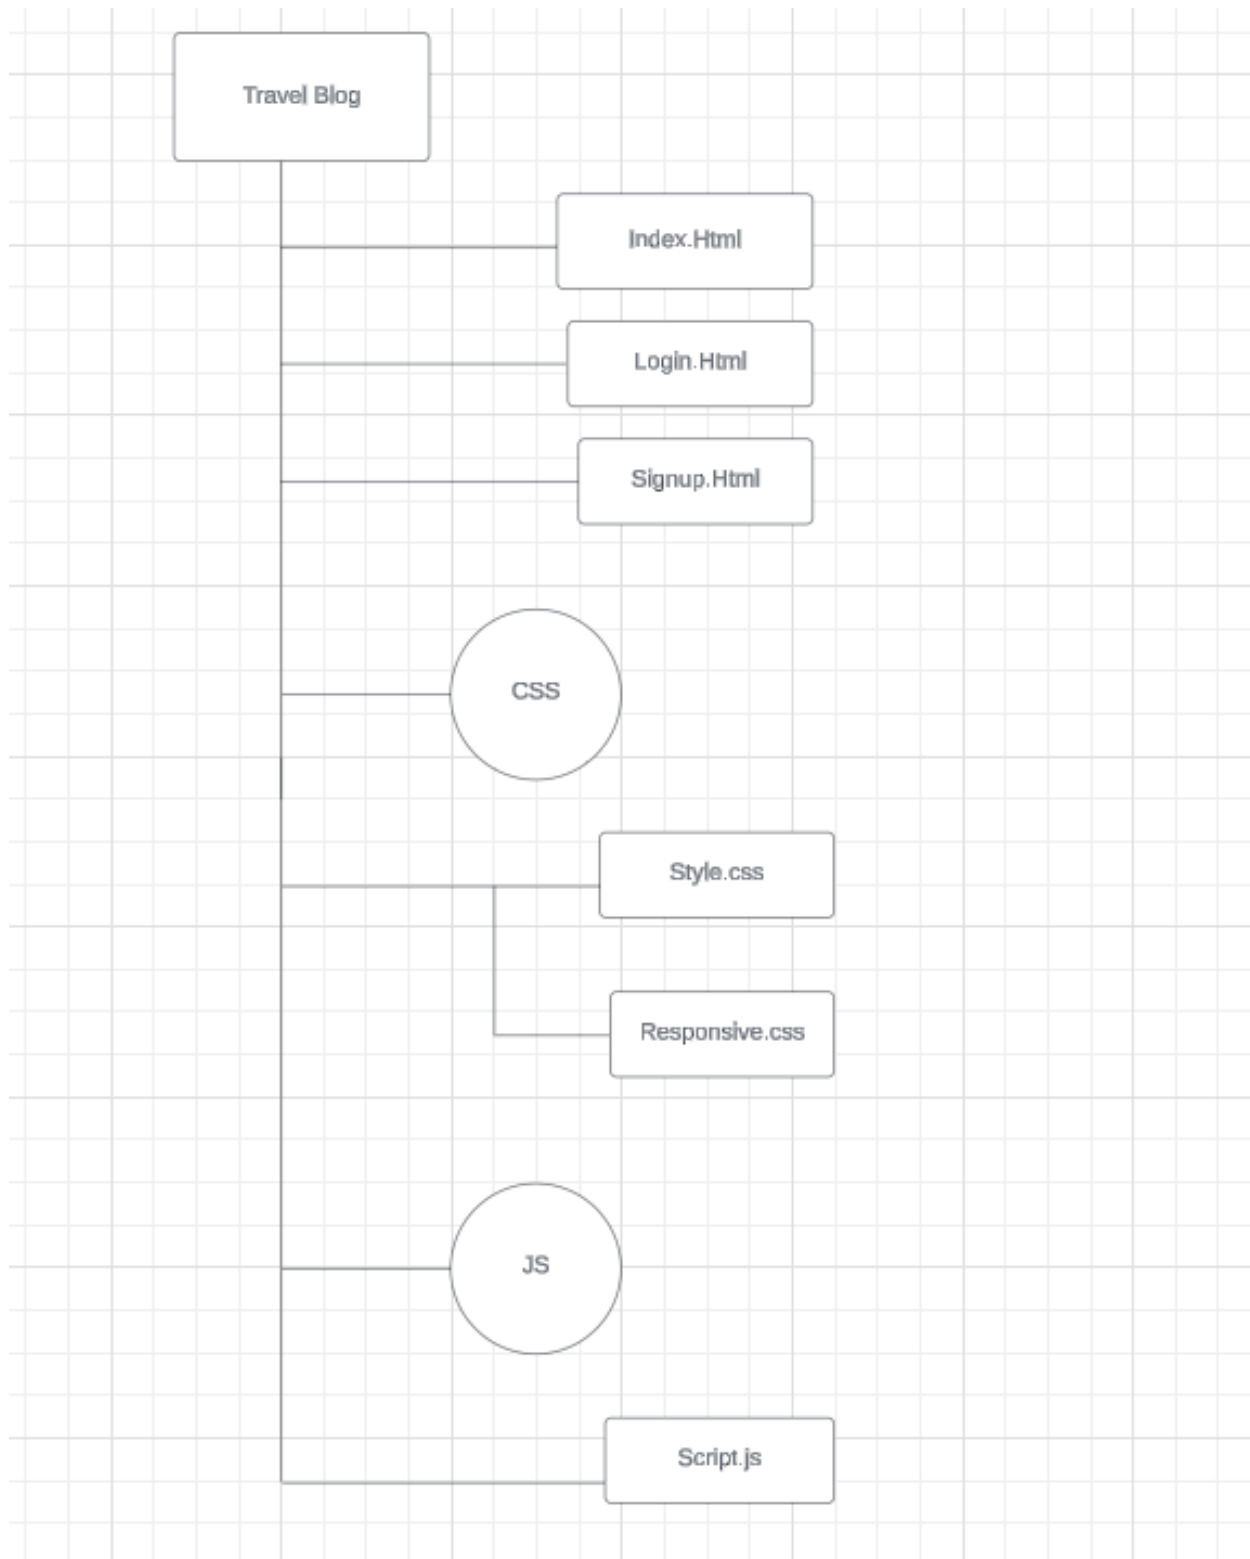 Travel Blog
Index.Html
Login.Html
Signup.Html
CSS
Style.css
Responsive.css
JS
Script.js